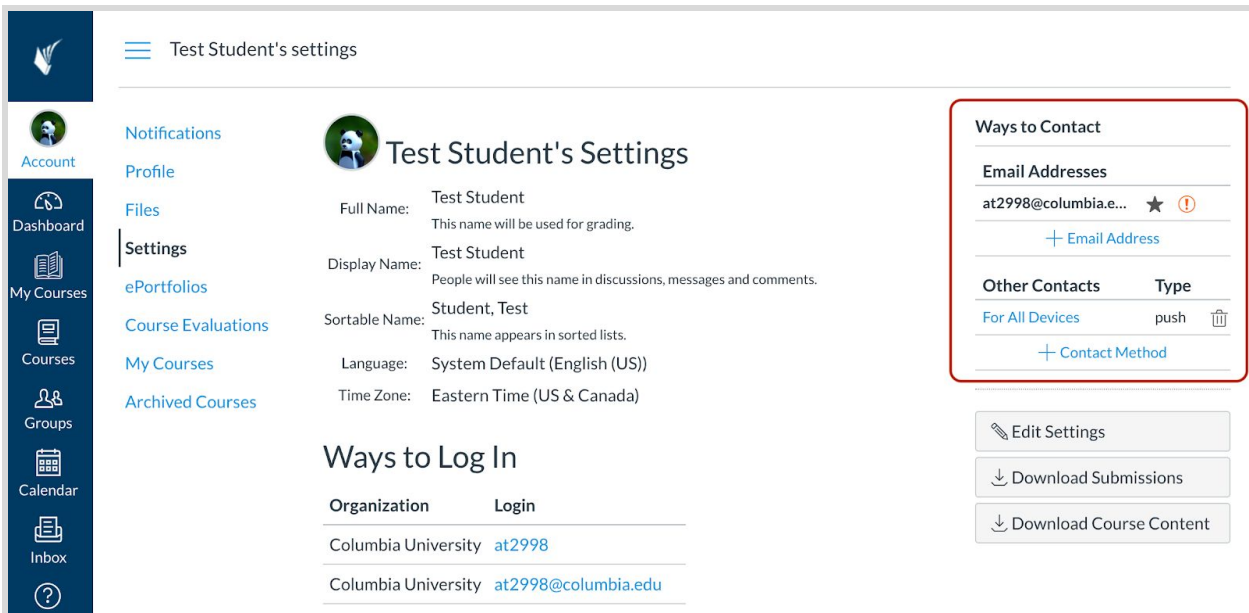 Test Student's settings
Account
Dashboard
My Courses
Courses
Groups
Calendar
Inbox
Notifications
Profile
Files
Settings
ePortfolios
Course Evaluations
My Courses
Archived Courses
Test Student's Settings
Full Name: Test Student
This name will be used for grading.
Display Name: Test Student
People will see this name in discussions, messages and comments.
Sortable Name: Student, Test
This name appears in sorted lists.
Language: System Default (English (US))
Time Zone: Eastern Time (US & Canada)
Ways to Log In
Organization Login
Columbia University at2998
Columbia University at2998@columbia.edu
Ways to Contact
Email Addresses
at2998@columbia.e...
+ Email Address
Other Contacts Type
For All Devices push
+ Contact Method
Edit Settings
Download Submissions
Download Course Content